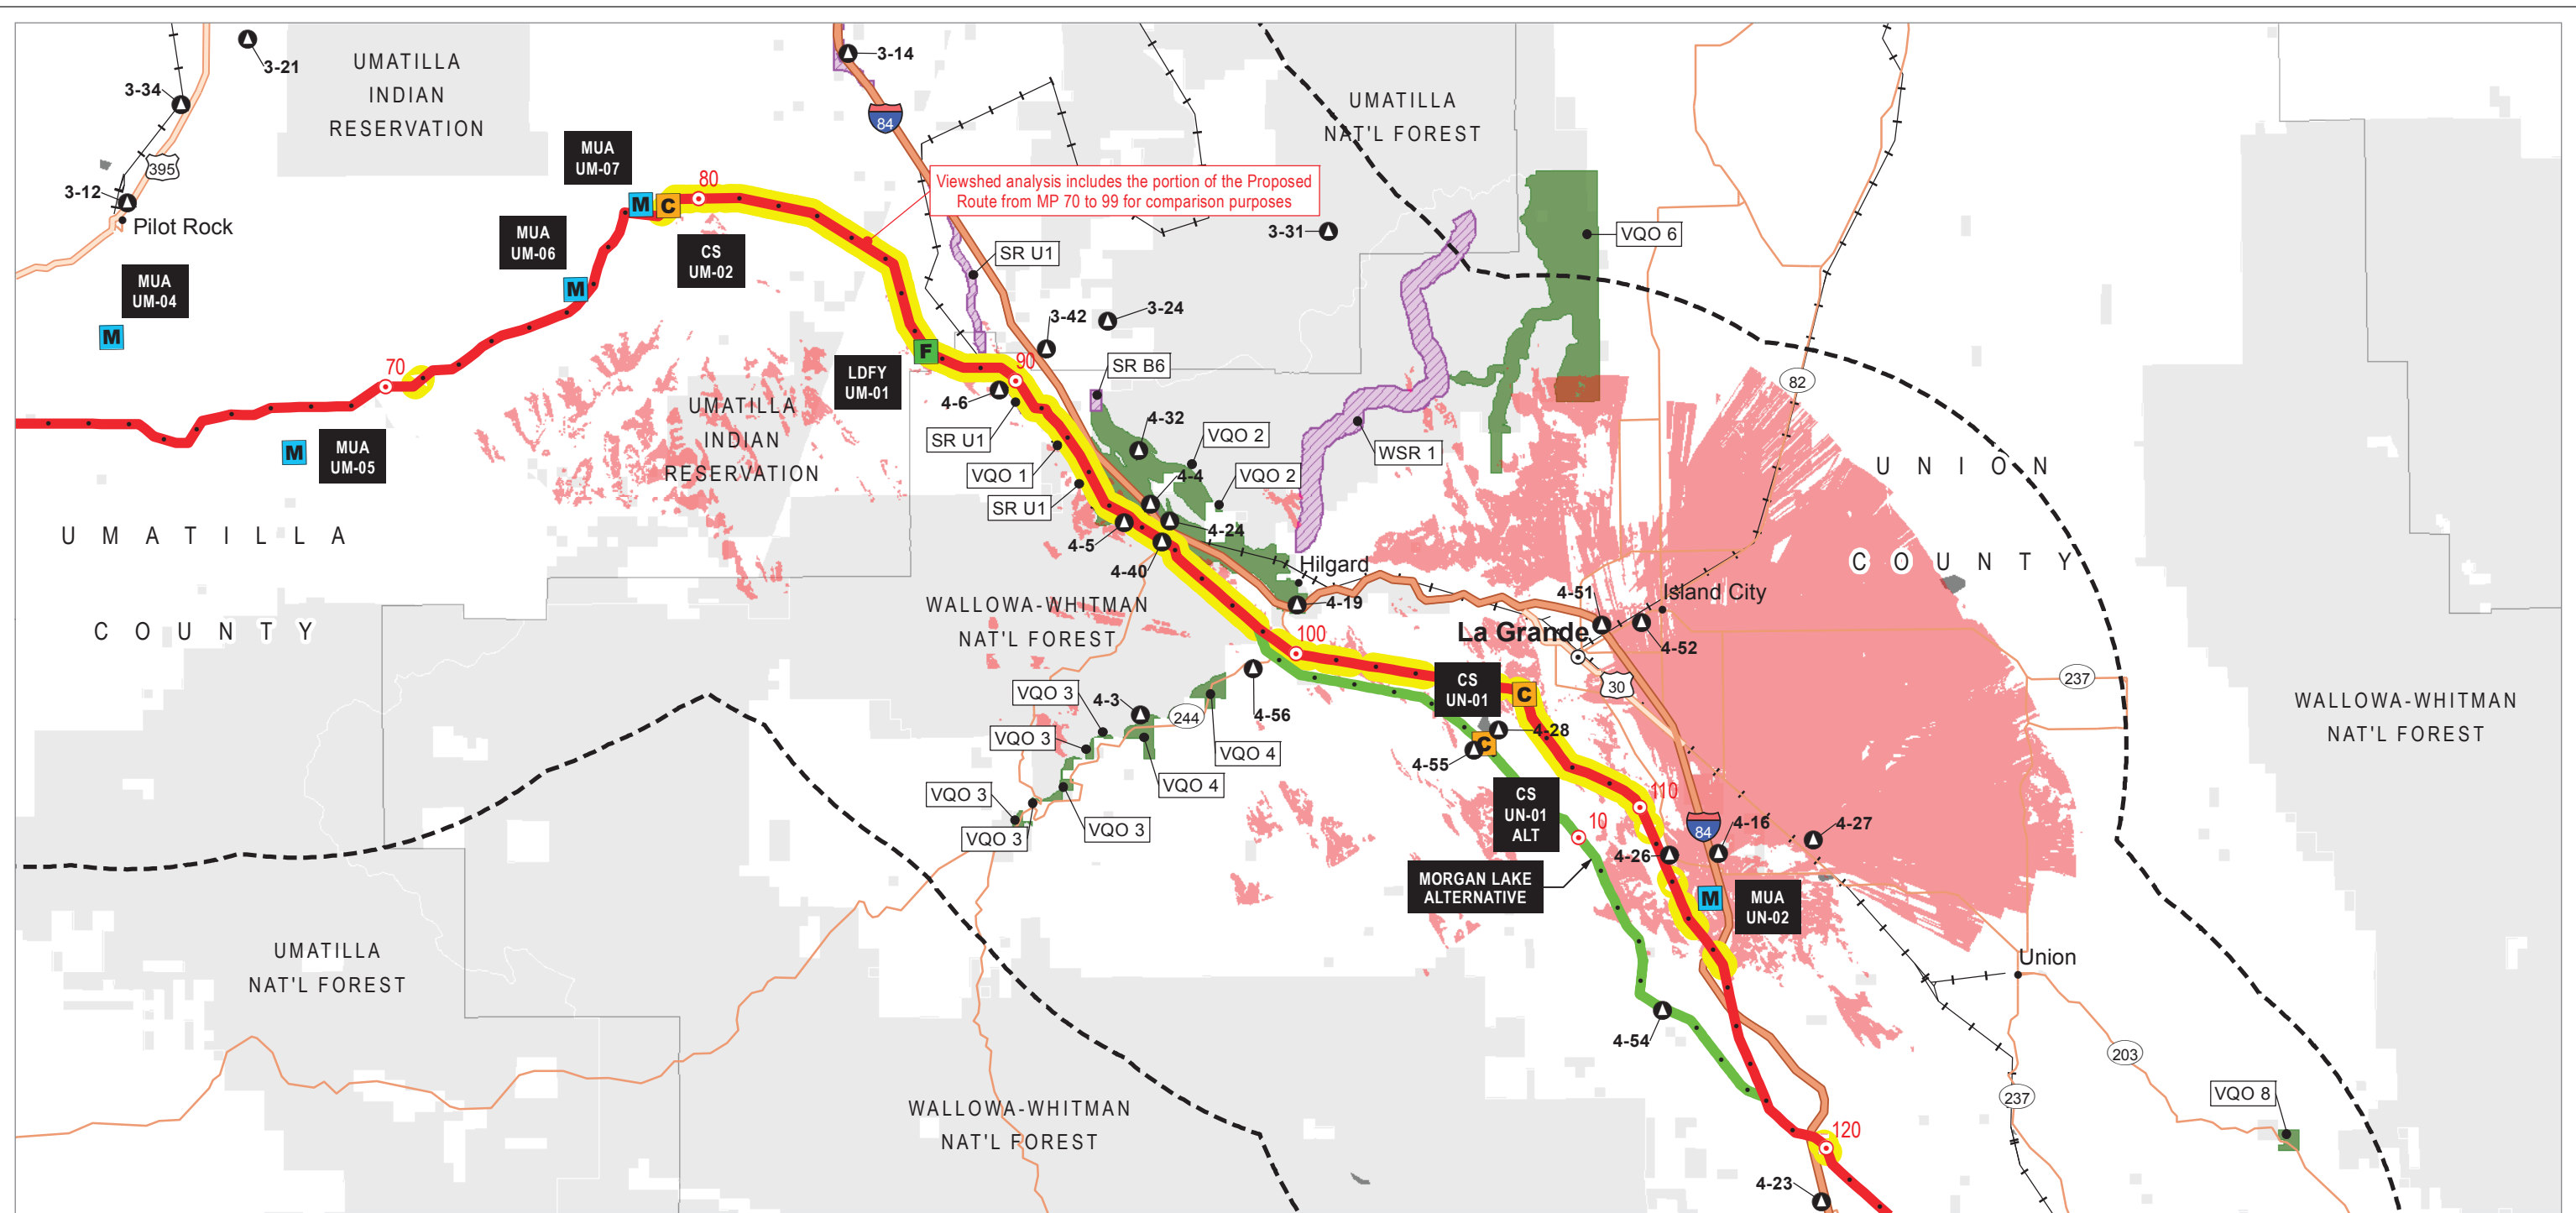 3-21
3-34
UMATILLA
INDIAN
RESERVATION
395
3-12
Pilot Rock
MUA
UM-04
MUA
UM-05
MUA
UM-06
MUA
UM-07
M
M
M
M
C
80
CS
UM-02
70
3-14
84
Viewshed analysis includes the portion of the Proposed
Route from MP 70 to 99 for comparison purposes
UMATILLA
NAT'L FOREST
3-31
VQO 6
SR U1
3-42
3-24
F
LDFY
UM-01
90
SR B6
4-6
SR U1
4-32
VQO 2
VQO 1
4-4
VQO 2
SR U1
4-24
4-5
4-40
WSR 1
82
UMATILLA
INDIAN
RESERVATION
UMATILLA
COUNTY
UNION
COUNTY
Hilgard
4-19
WALLOWA-WHITMAN
NAT'L FOREST
4-51
Island City
La Grande
4-52
100
30
237
CS
UN-01
C
4-56
VQO 3
4-3
244
VQO 3
VQO 4
VQO 4
VQO 3
VQO 3
VQO 3
4-28
C
4-55
CS
UN-01
ALT
10
110
84
4-16
4-27
4-26
MORGAN LAKE
ALTERNATIVE
M
MUA
UN-02
WALLOWA-WHITMAN
NAT'L FOREST
Union
UMATILLA
NAT'L FOREST
4-54
203
237
VQO 8
WALLOWA-WHITMAN
NAT'L FOREST
120
4-23